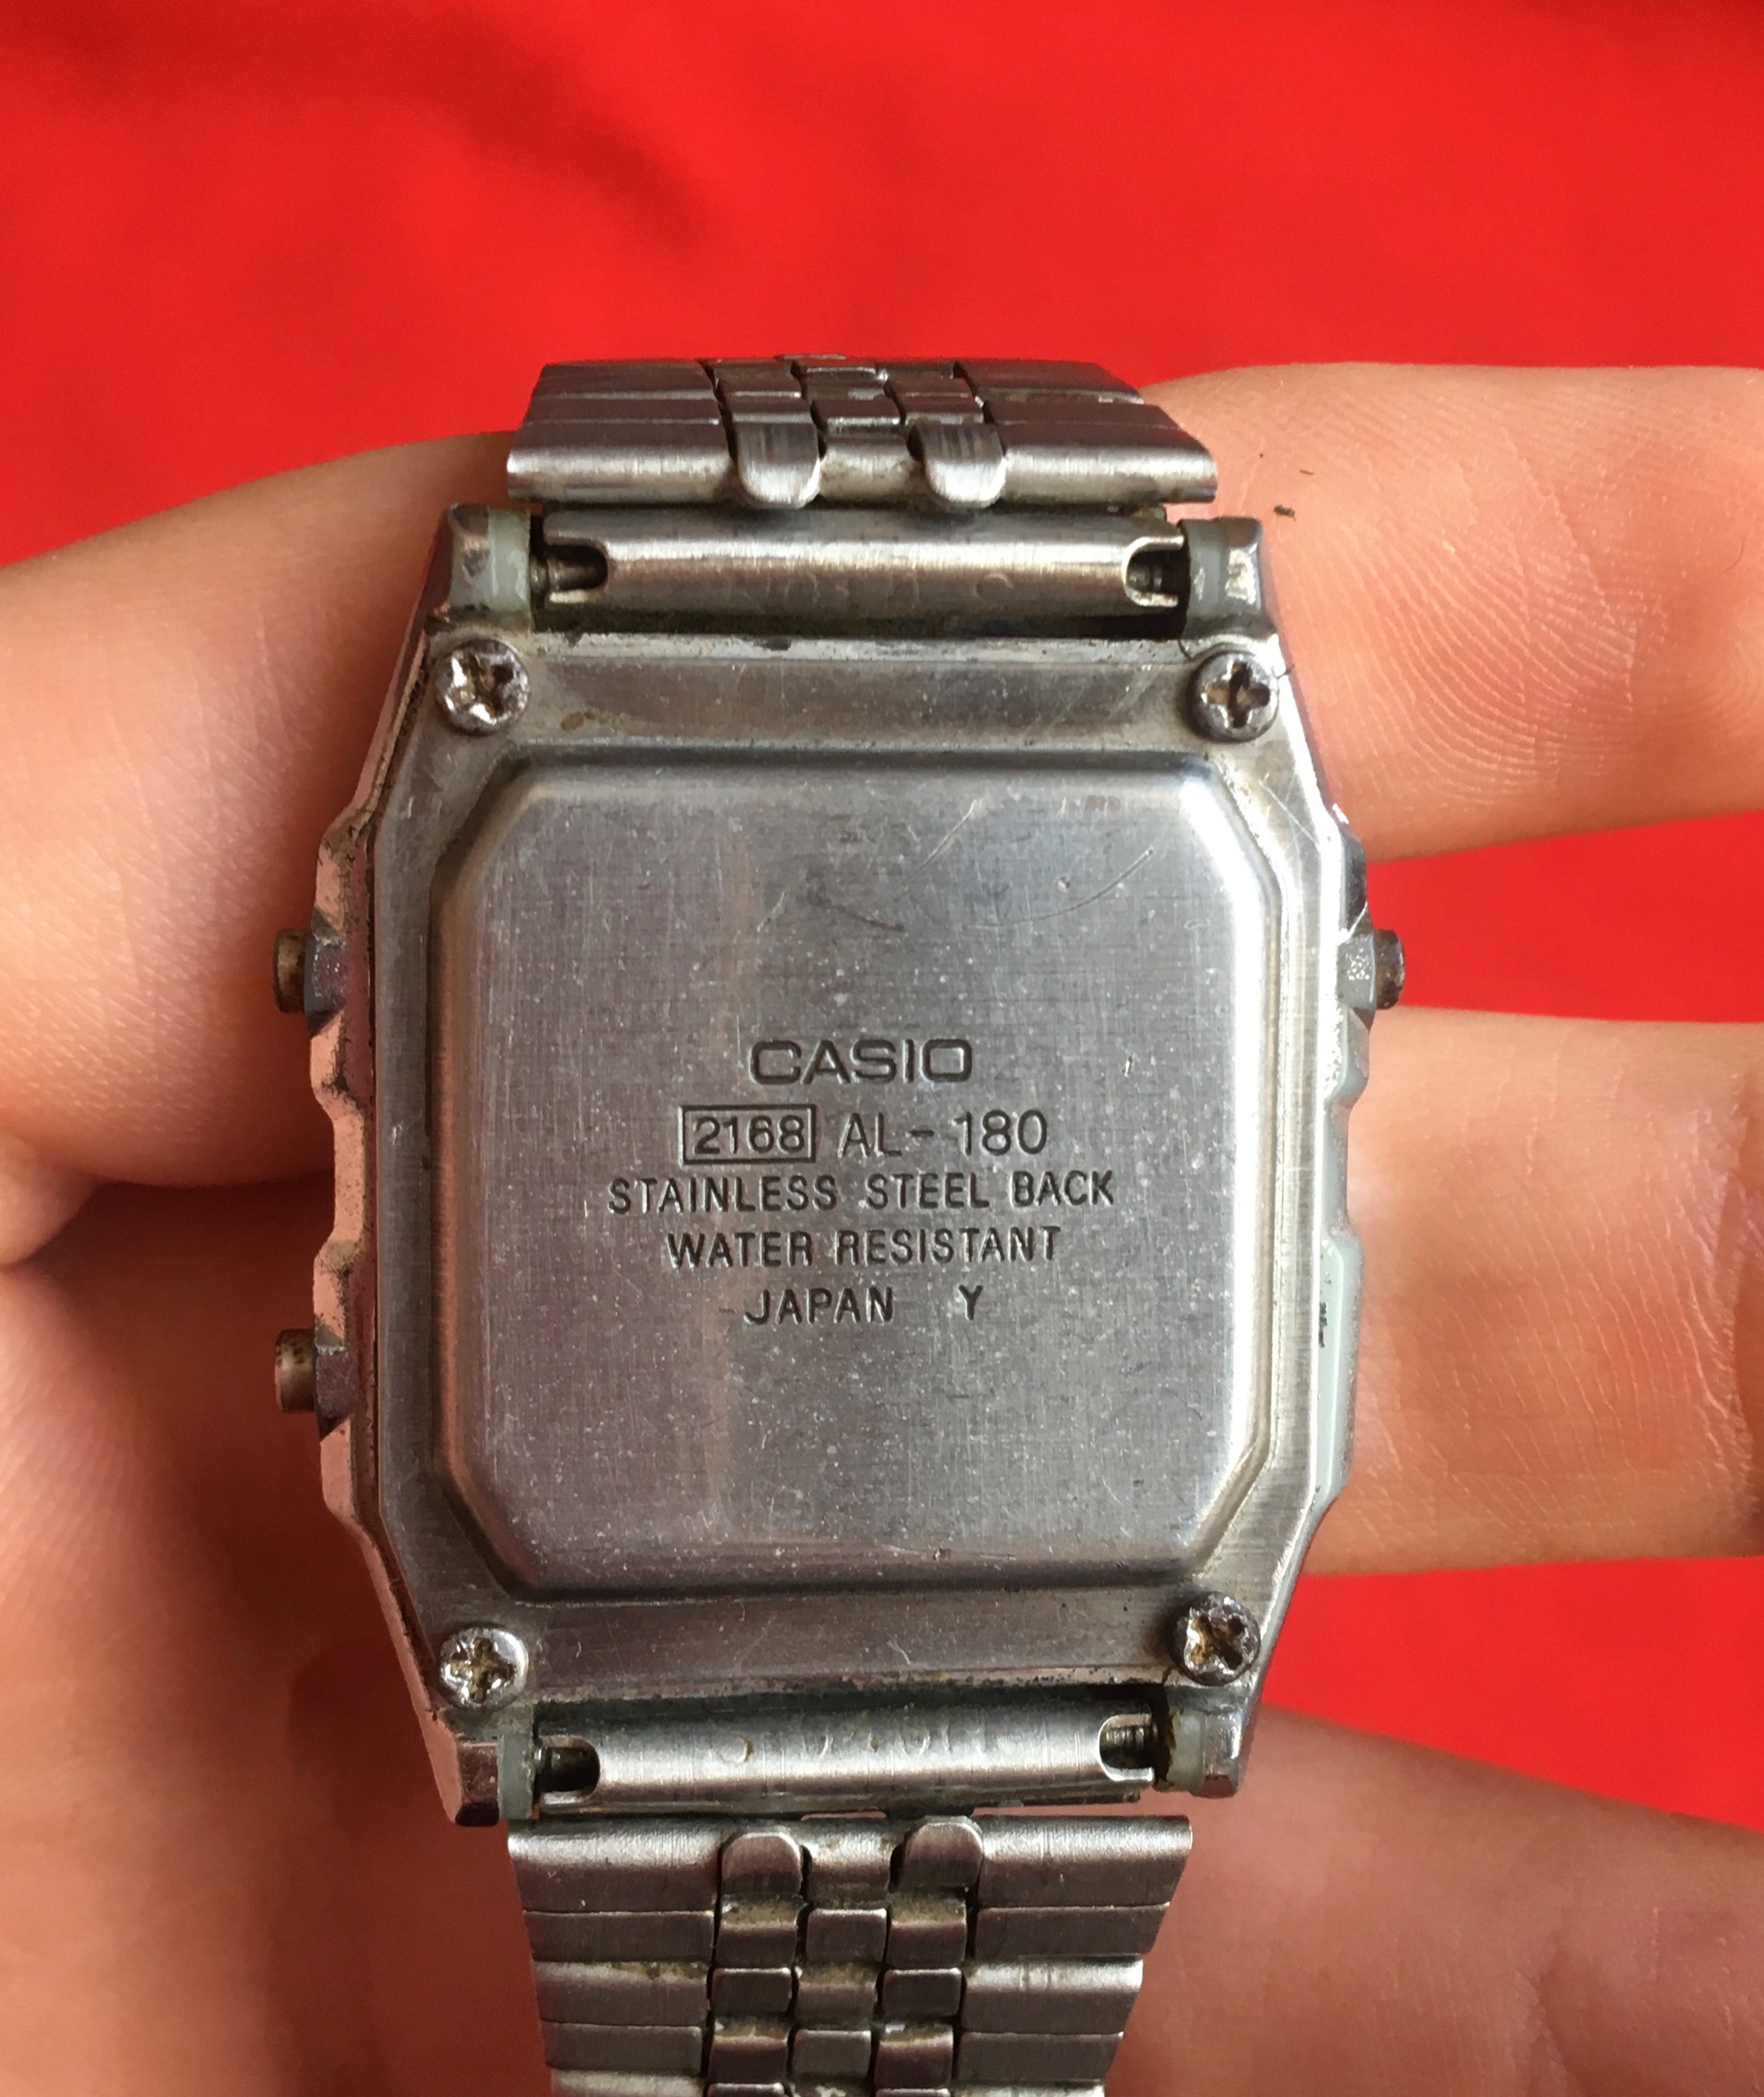 CASIO
2168 AL-180
STAINLESS STEEL BACK
WATER RESISTANT
JAPAN Y